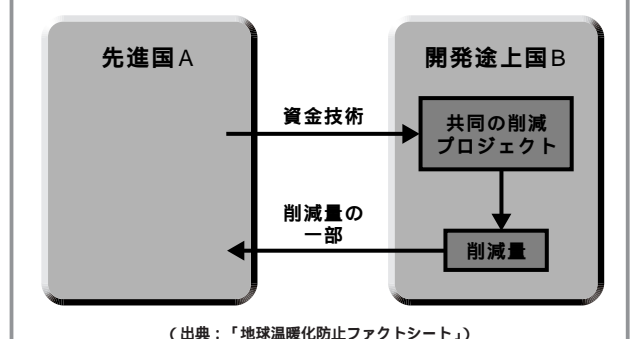 先進国A
開発途上国B
資金技術
共同の削減
プロジェクト
削減量の
一部
削減量
(出典:「地球温暖化防止ファクトシート」)